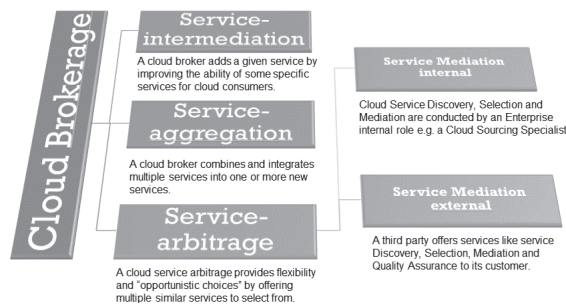 Cloud Brokerage
Service-
intermediation
A cloud broker adds a given service by
improving the ability of some specific
services for cloud consumers.
Service-
aggregation
A cloud broker combines and integrates
multiple services into one or more new
services.
Service-
arbitrage
A cloud service arbitrage provides flexibility
and “opportunistic choices” by offering
multiple similar services to select from.
Service Mediation
internal
Cloud Service Discovery, Selection and
Mediation are conducted by an Enterprise
internal role e.g. a Cloud Sourcing Specialist
Service Mediation
external
A third party offers services like service
Discovery, Selection, Mediation and
Quality Assurance to its customer.